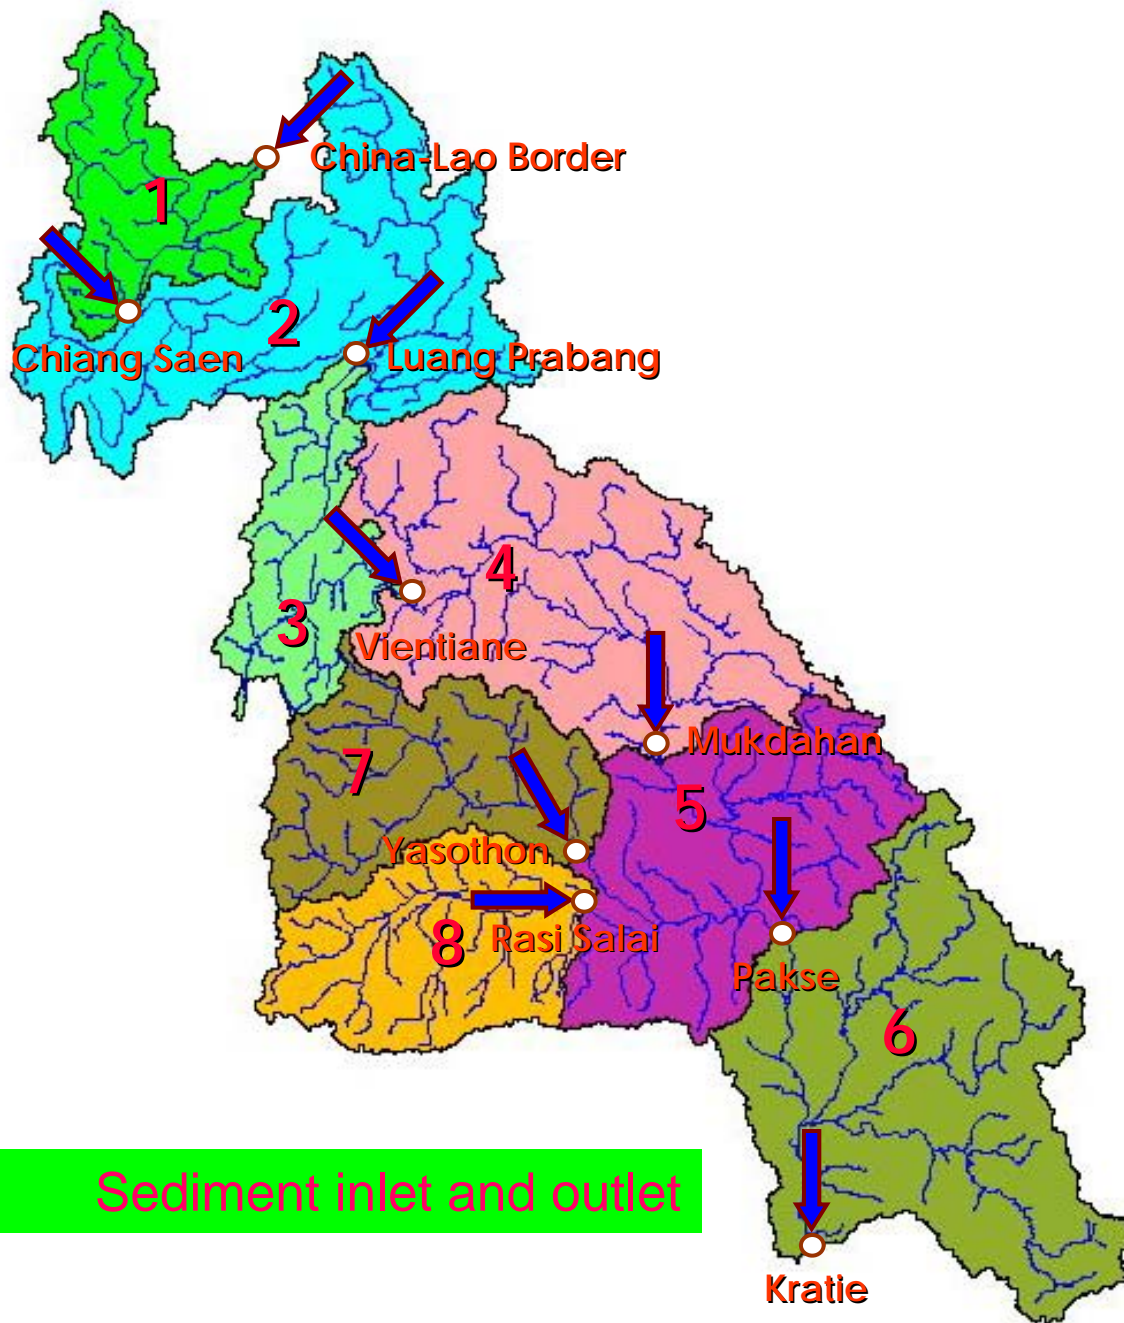 China-Lao Border
1
2
Chiang Saen
Luang Prabang
4
3
Vientiane
Mukdahan
7
5
Yasothon
8
Rasi Salai
Pakse
6
Sediment inlet and outlet
Kratie